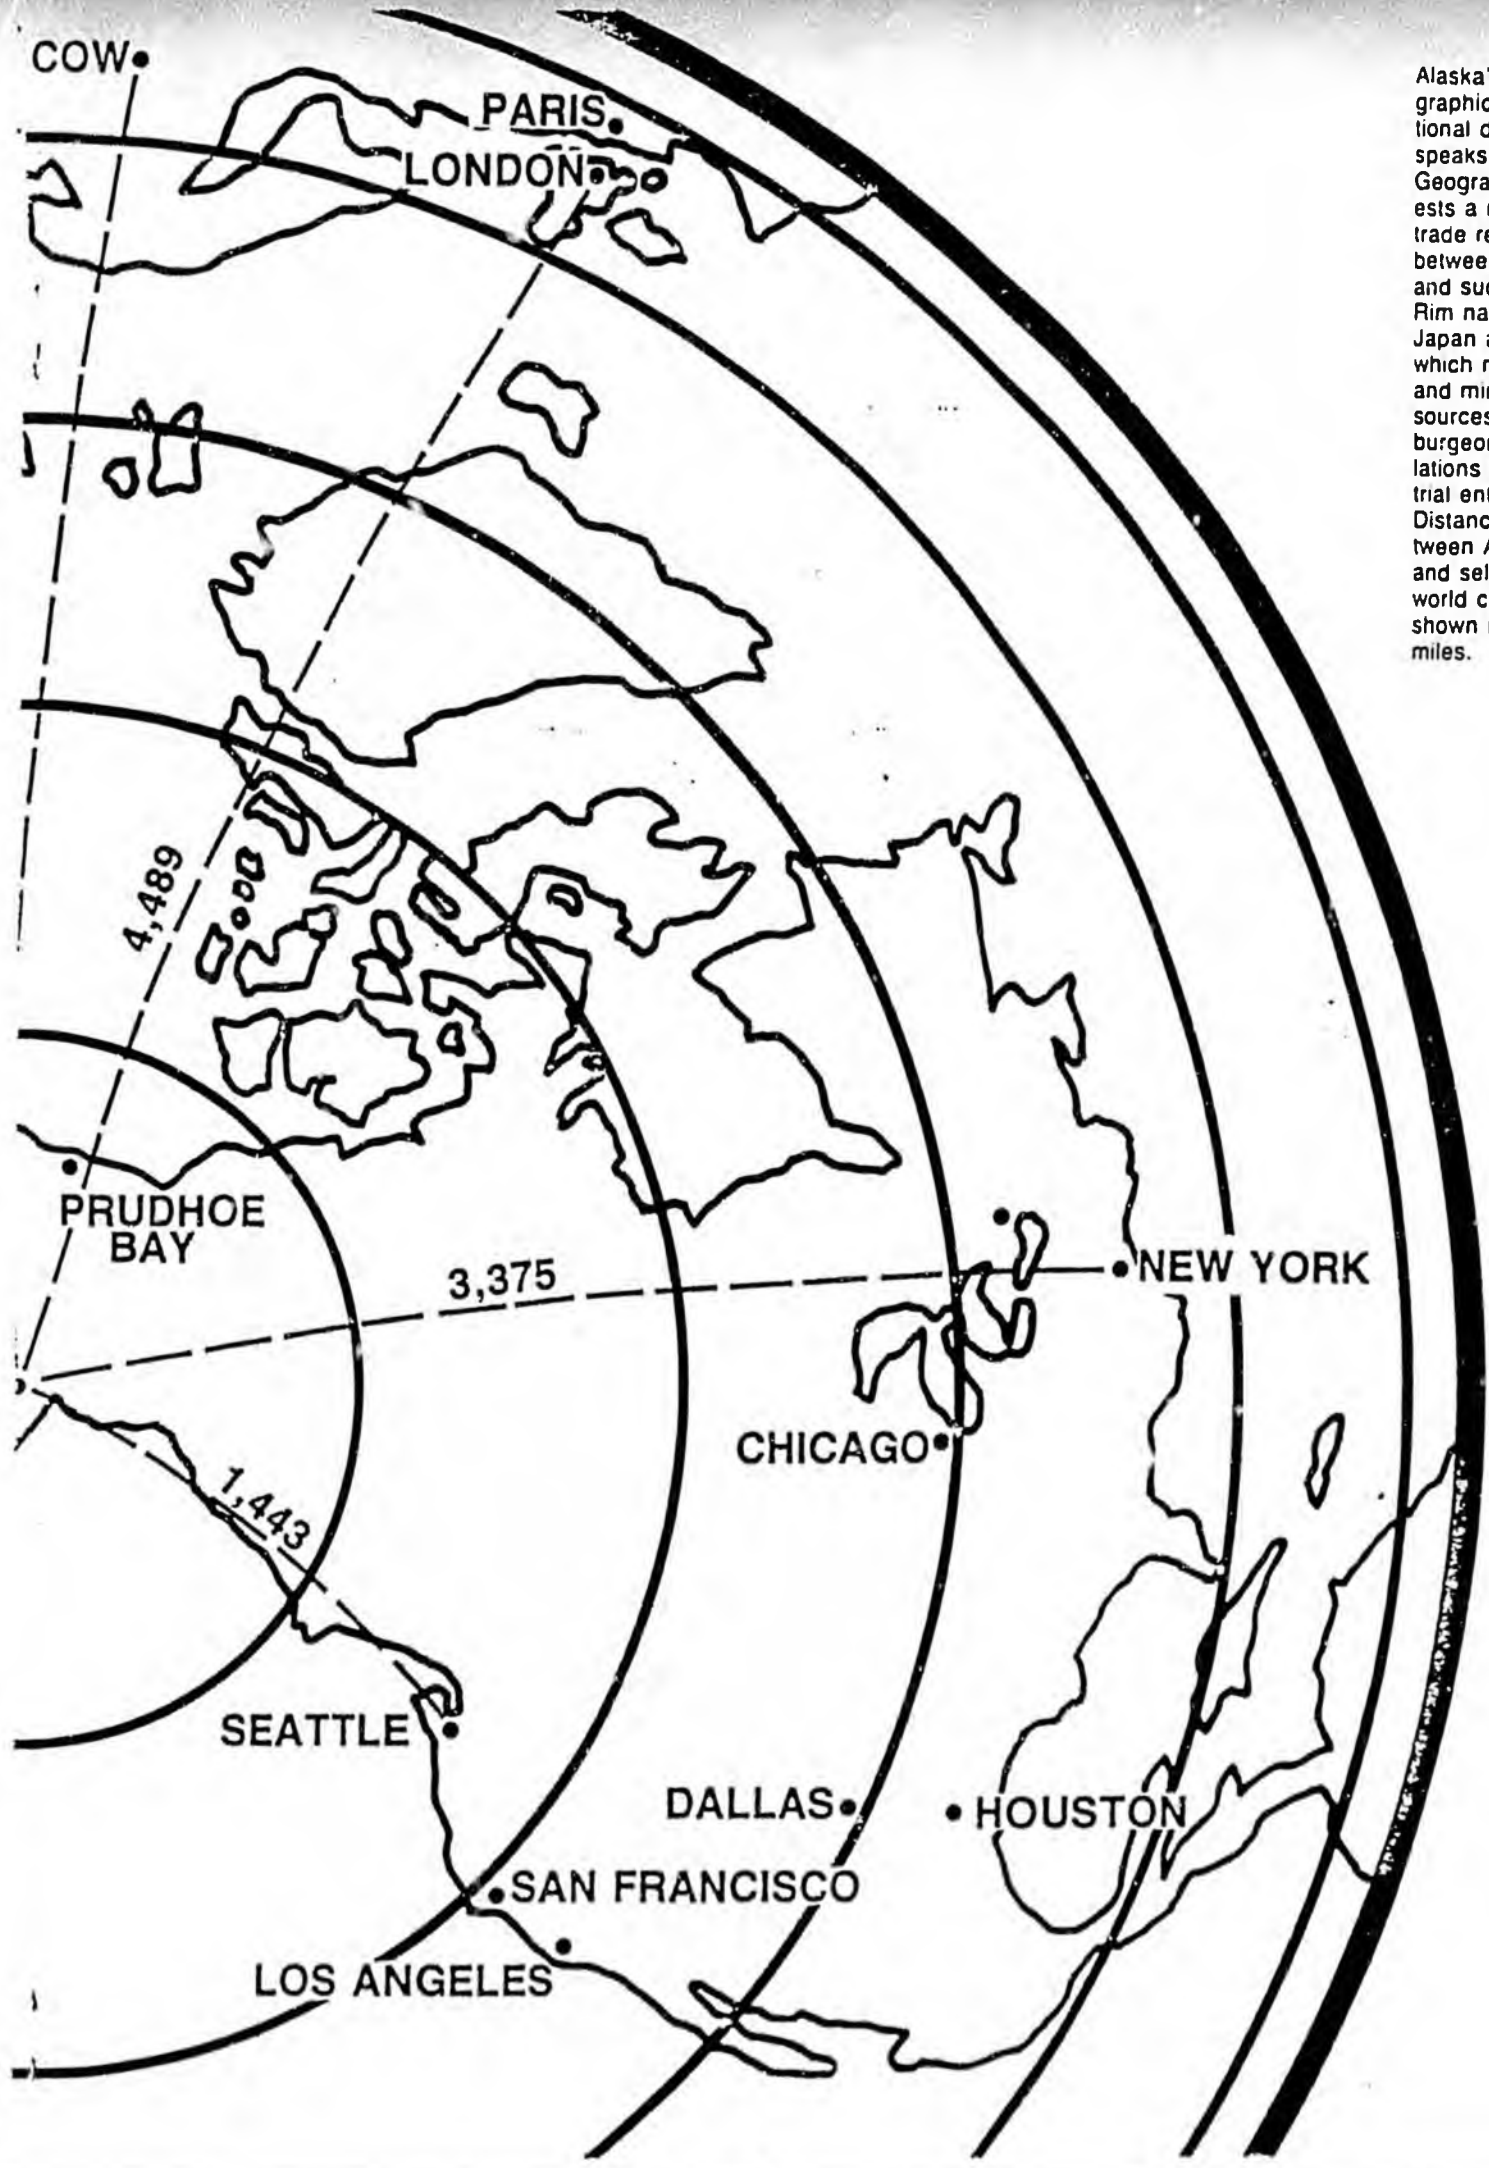 COW
PARIS
LONDON
4,489
PRUDHOE
BAY
3,375
NEW YORK
CHICAGO
1,443
SEATTLE
DALLAS
HOUSTON
SAN FRANCISCO
LOS ANGELES
Alaska'
graphic
tional d
speaks
Geogra
ests a
trade re
betwee
and suc
Rim na
Japan a
which
and mi
sources
burgeor
lations
trial ent
Distanc
tween A
and sel
world c
shown
miles.